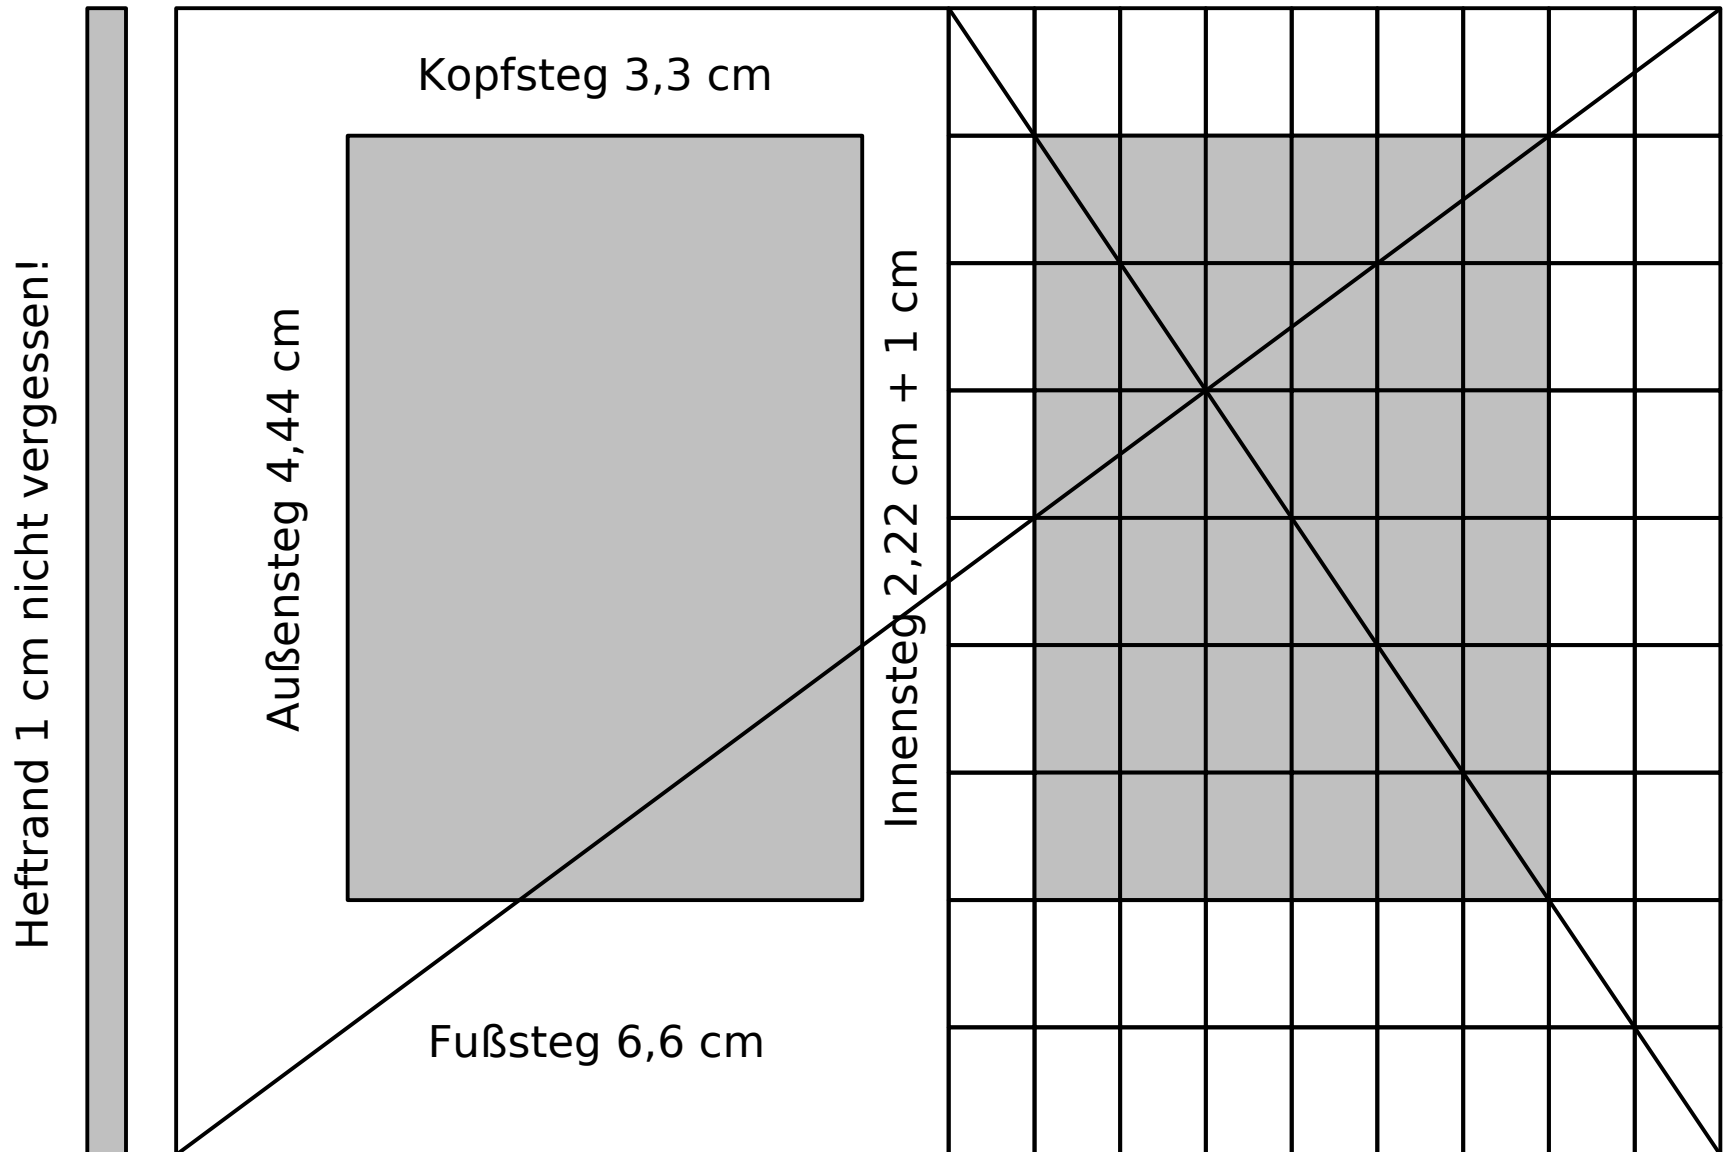 Heftrand 1 cm nicht vergessen!
Kopfsteg 3,3 cm
Außensteg 4,44 cm
Innensteg 2,22 cm + 1 cm
Fußsteg 6,6 cm